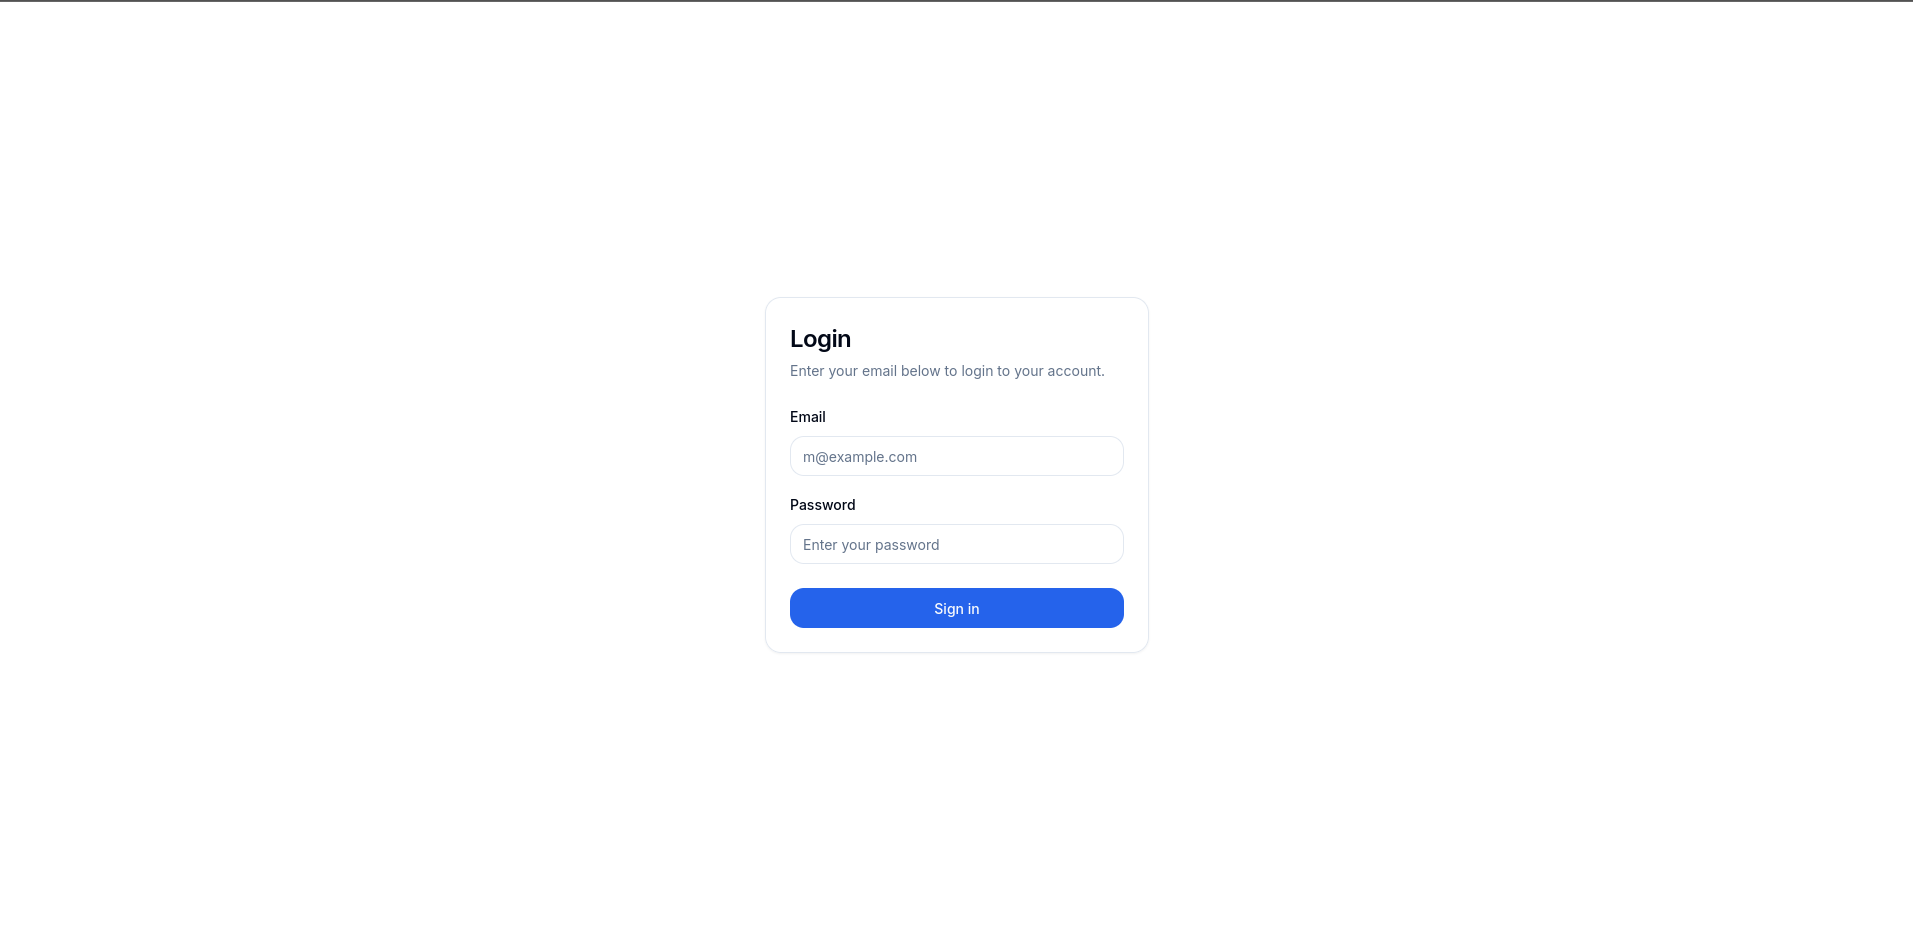 Login
Enter your email below to login to your account.
Email
m@example.com
Password
Enter your password
Sign in